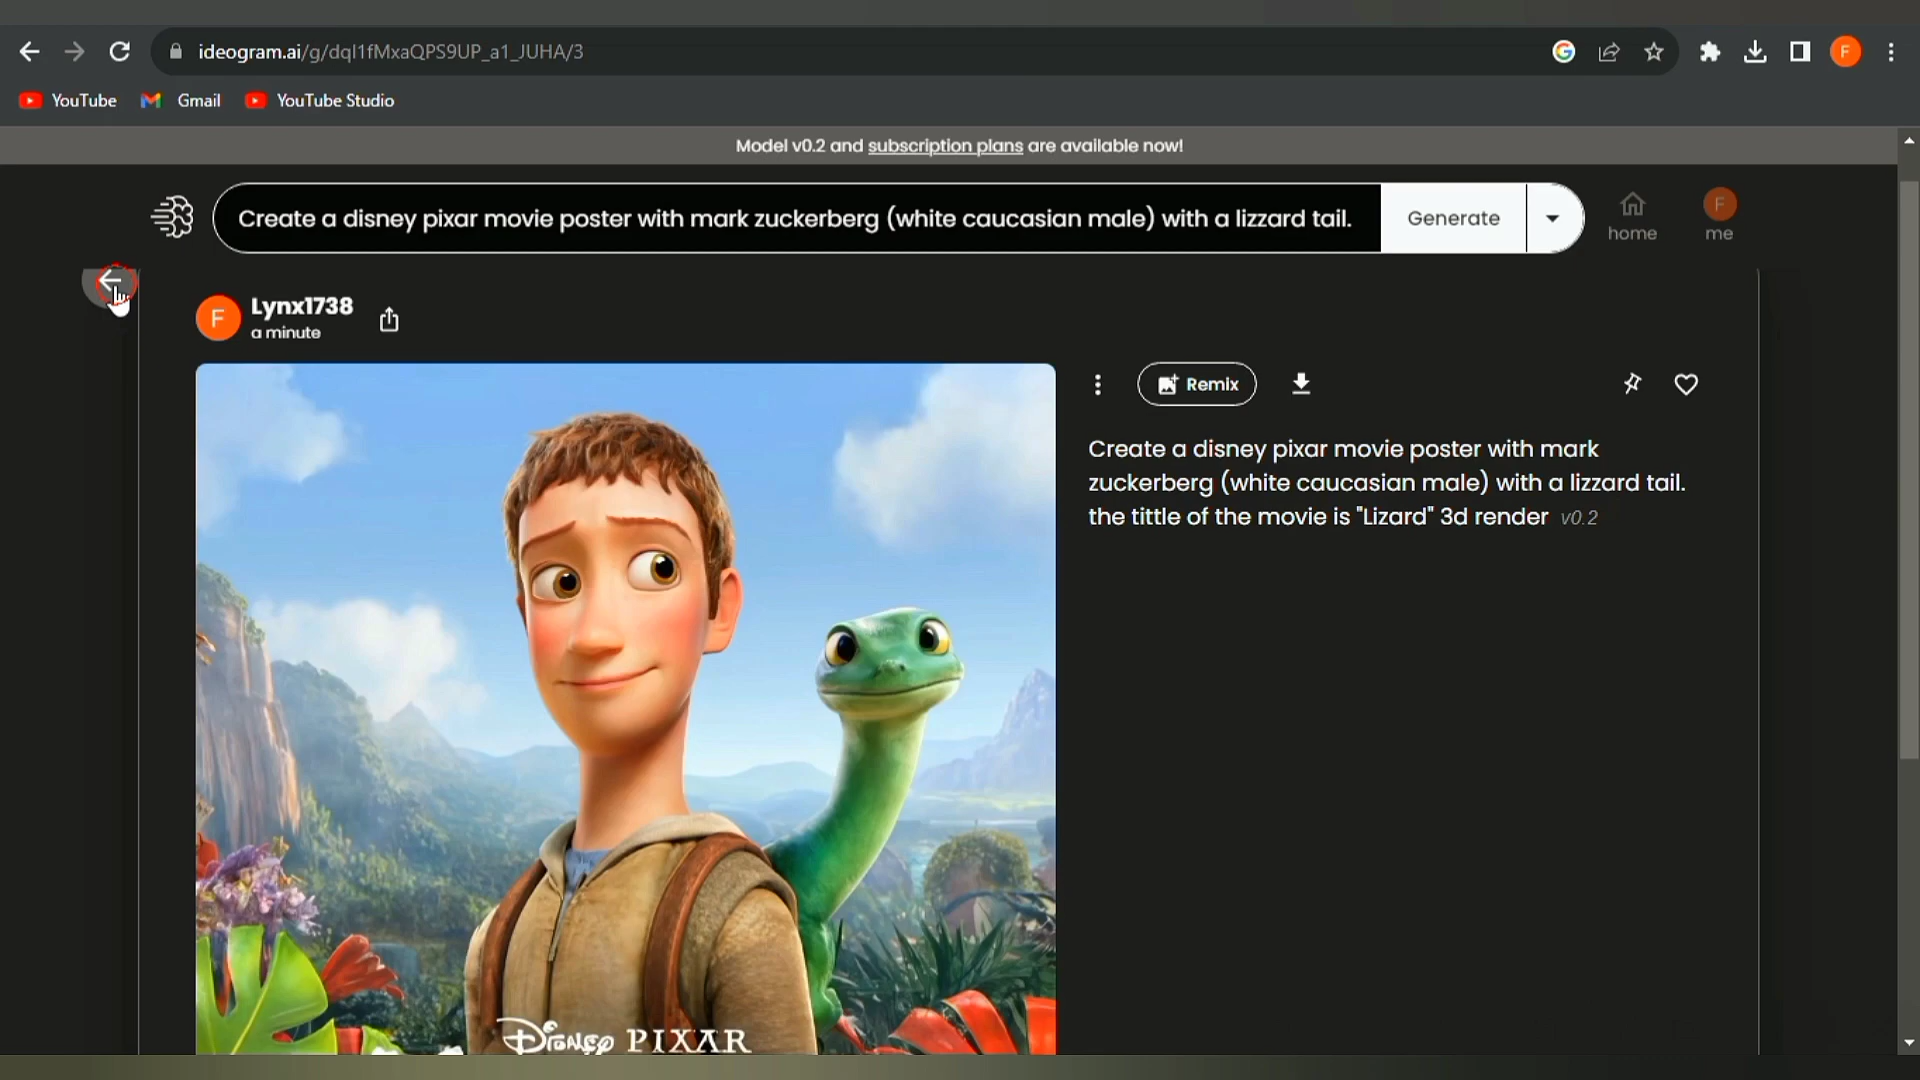 ideogram.ai/g/dqI1fMxaQPS9UP_a1_JUHA/3
F
YouTube
Gmail
YouTube Studio
Model v0.2 and subscription plans are available now!
Create a disney pixar movie poster with mark zuckerberg (white caucasian male) with a lizzard tail.
Generate
home
F
me
F
Lynx1738
a minute
Remix
Create a disney pixar movie poster with mark
zuckerberg (white caucasian male) with a lizzard tail.
the tittle of the movie is "Lizard" 3d render v0.2
Disney PIXAR